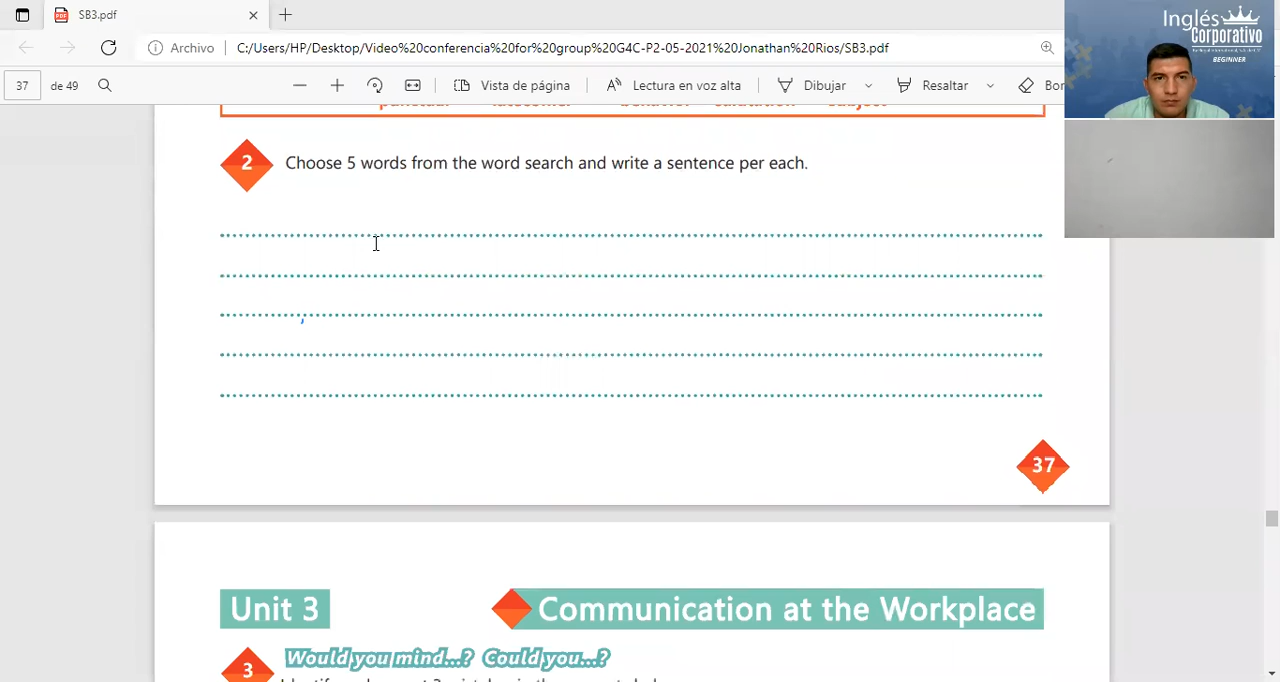 SB3.pdf
Archivo
C:/Users/HP/Desktop/Video%20conferencia%20for%20vegroup%20G4C-P2-05-2021%20Jonathan%20Rios/SB3.pdf
37 de 49
Vista de página
Lectura en voz alta
Dibujar
Resaltar
Bor
Inglés
Corporativo
BEGINNER
2
Choose 5 words from the word search and write a sentence per each.
37
Unit 3
Communication at the Workplace
3
Would you mind...? Could you...?